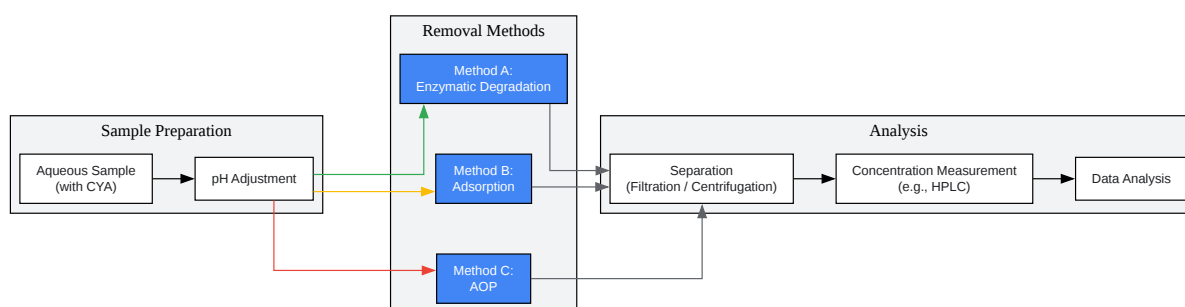 Sample Preparation
Aqueous Sample
(with CYA)
pH Adjustment
Removal Methods
Method A:
Enzymatic Degradation
Method B:
Adsorption
Method C:
AOP
Analysis
Separation
(Filtration / Centrifugation)
Concentration Measurement
(e.g., HPLC)
Data Analysis